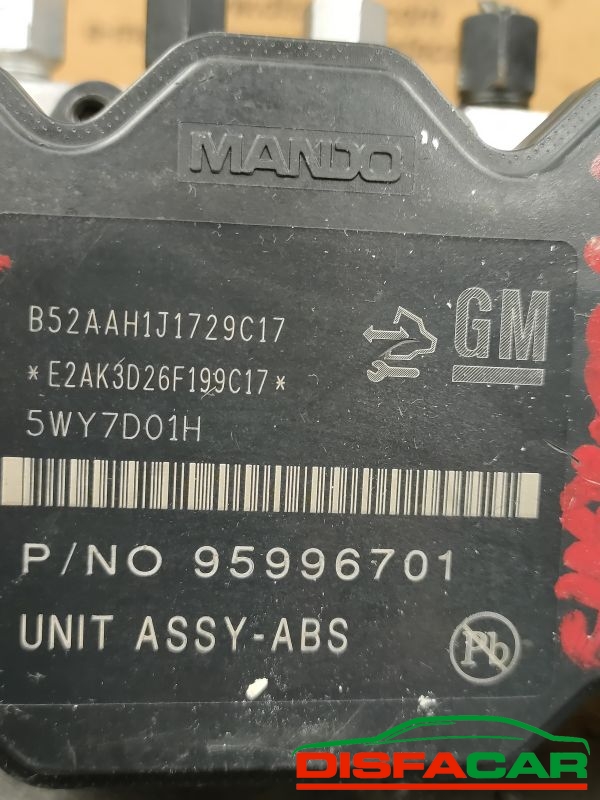 MANDO
B52AAH1J1729C17
GM
*E2AK3D26F199C17*
5WY7D01H
P/NO 95996701
UNIT ASSY-ABS
Pb
DISFACAR